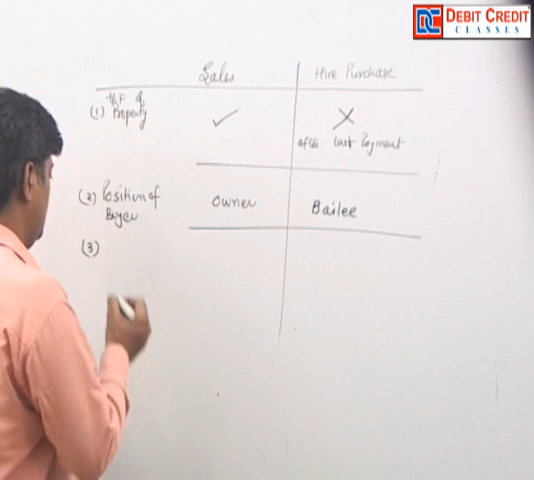 DC DEBIT CREDIT
CLASSES
Sales Hire Purchase
T/F of
(1) Property ✓ X
after last Payment
(2) Position of Owner Bailee
Buyer
(3)